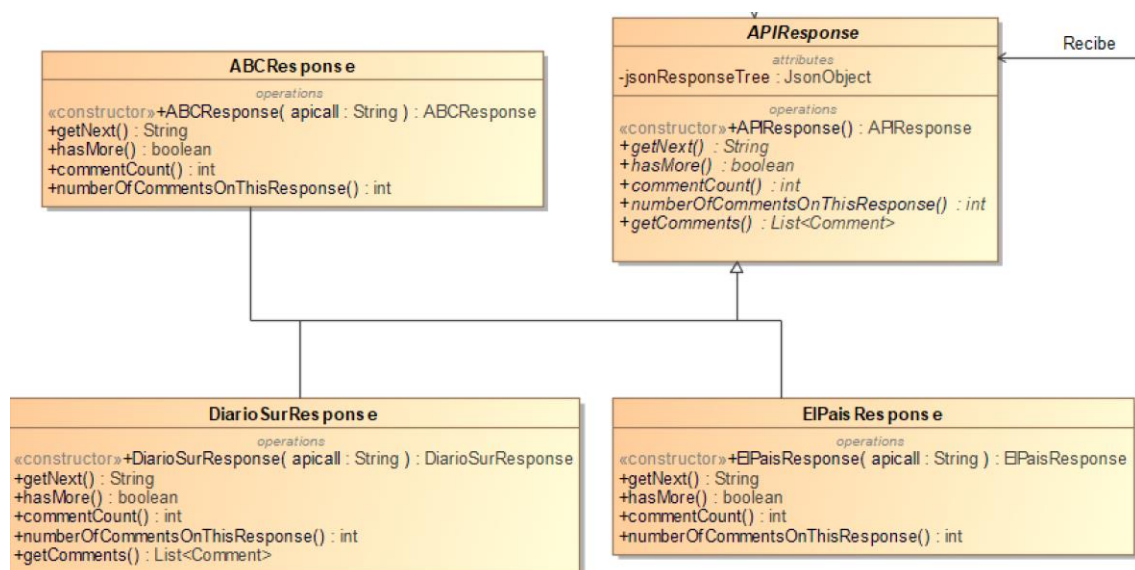 ABCResponse
operations
«constructor»+ABCResponse( apicall : String ) : ABCResponse
+getNext() : String
+hasMore() : boolean
+commentCount() : int
+numberOfCommentsOnThisResponse() : int
APIResponse
attributes
-jsonResponseTree : JsonObject
operations
«constructor»+APIResponse() : APIResponse
+getNext() : String
+hasMore() : boolean
+commentCount() : int
+numberOfCommentsOnThisResponse() : int
+getComments() : List<Comment>
Recibe
DiarioSurResponse
operations
«constructor»+DiarioSurResponse( apicall : String ) : DiarioSurResponse
+getNext() : String
+hasMore() : boolean
+commentCount() : int
+numberOfCommentsOnThisResponse() : int
+getComments() : List<Comment>
ElPaisResponse
operations
«constructor»+ElPaisResponse( apicall : String ) : ElPaisResponse
+getNext() : String
+hasMore() : boolean
+commentCount() : int
+numberOfCommentsOnThisResponse() : int